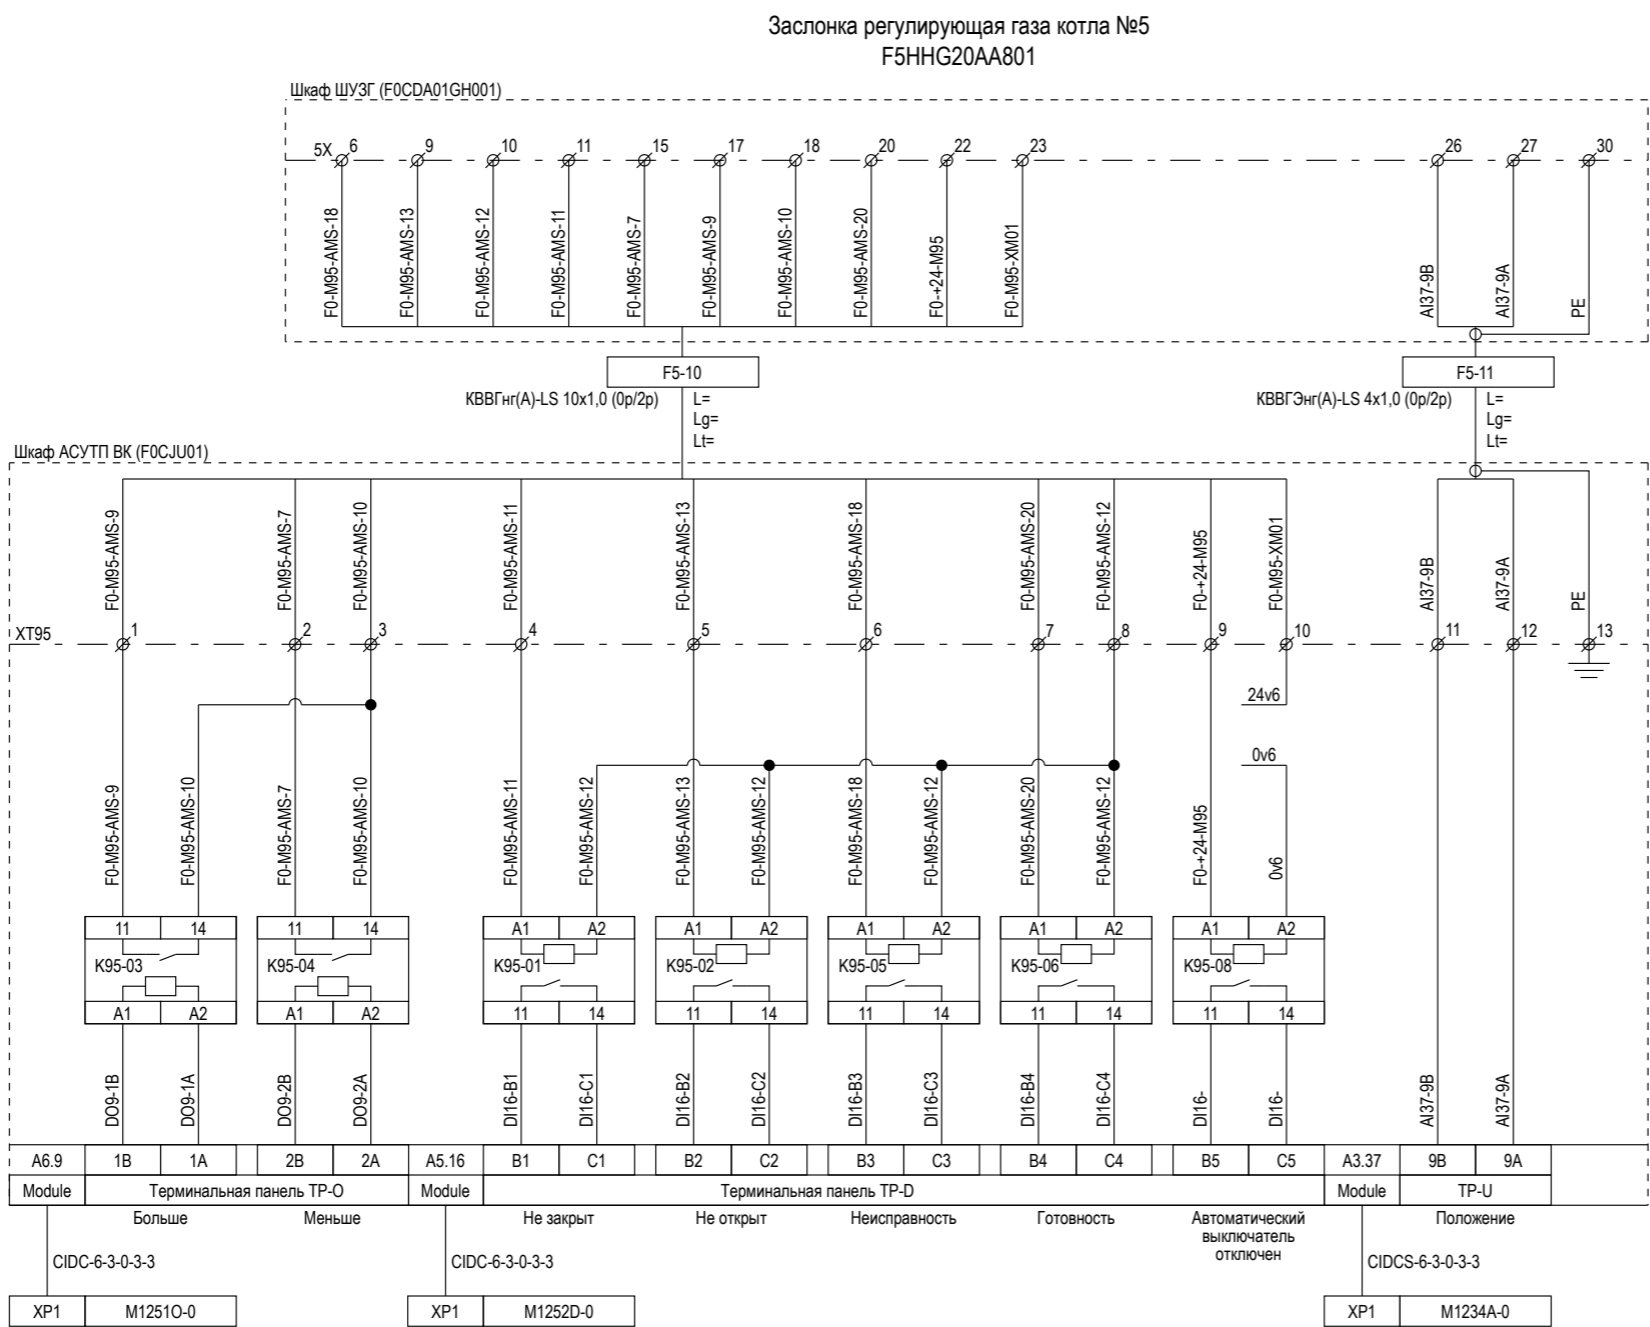 Заслонка регулирующая газа котла №5
F5HHG20AA801
Шкаф ШУЗГ (F0CDA01GH001)
5X 6 9 10 11 15 17 18 20 22 23 26 27 30
F0-M95-AMS-18 F0-M95-AMS-13 F0-M95-AMS-12 F0-M95-AMS-11 F0-M95-AMS-7 F0-M95-AMS-9 F0-M95-AMS-10 F0-M95-AMS-20 F0-+24-M95 F0-M95-XM01 AI37-9B AI37-9A PE
F5-10 F5-11
КВВГнг(А)-LS 10x1,0 (0р/2р) L= КВВГЭнг(А)-LS 4x1,0 (0р/2р) L=
Lg= Lg=
Lt= Lt=
Шкаф АСУТП ВК (F0CJU01)
F0-M95-AMS-9 F0-M95-AMS-7 F0-M95-AMS-10 F0-M95-AMS-11 F0-M95-AMS-13 F0-M95-AMS-18 F0-M95-AMS-20 F0-M95-AMS-12 F0-+24-M95 F0-M95-XM01 AI37-9B AI37-9A PE
XT95 1 2 3 4 5 6 7 8 9 10 11 12 13
24v6
0v6
F0-M95-AMS-9 F0-M95-AMS-10 F0-M95-AMS-7 F0-M95-AMS-10 F0-M95-AMS-11 F0-M95-AMS-12 F0-M95-AMS-13 F0-M95-AMS-12 F0-M95-AMS-18 F0-M95-AMS-12 F0-M95-AMS-20 F0-M95-AMS-12 F0-+24-M95 0v6
11 14 11 14 A1 A2 A1 A2 A1 A2 A1 A2 A1 A2
K95-03 K95-04 K95-01 K95-02 K95-05 K95-06 K95-08
A1 A2 A1 A2 11 14 11 14 11 14 11 14 11 14
DO9-1B DO9-1A DO9-2B DO9-2A DI16-B1 DI16-C1 DI16-B2 DI16-C2 DI16-B3 DI16-C3 DI16-B4 DI16-C4 DI16- DI16- AI37-9B AI37-9A
A6.9 1B 1A 2B 2A A5.16 B1 C1 B2 C2 B3 C3 B4 C4 B5 C5 A3.37 9B 9A
Module Терминальная панель TP-O Module Терминальная панель TP-D Module TP-U
Больше Меньше Не закрыт Не открыт Неисправность Готовность Автоматический Положение
выключатель
отключен
CIDC-6-3-0-3-3 CIDC-6-3-0-3-3 CIDCS-6-3-0-3-3
XP1 M1251O-0 XP1 M1252D-0 XP1 M1234A-0